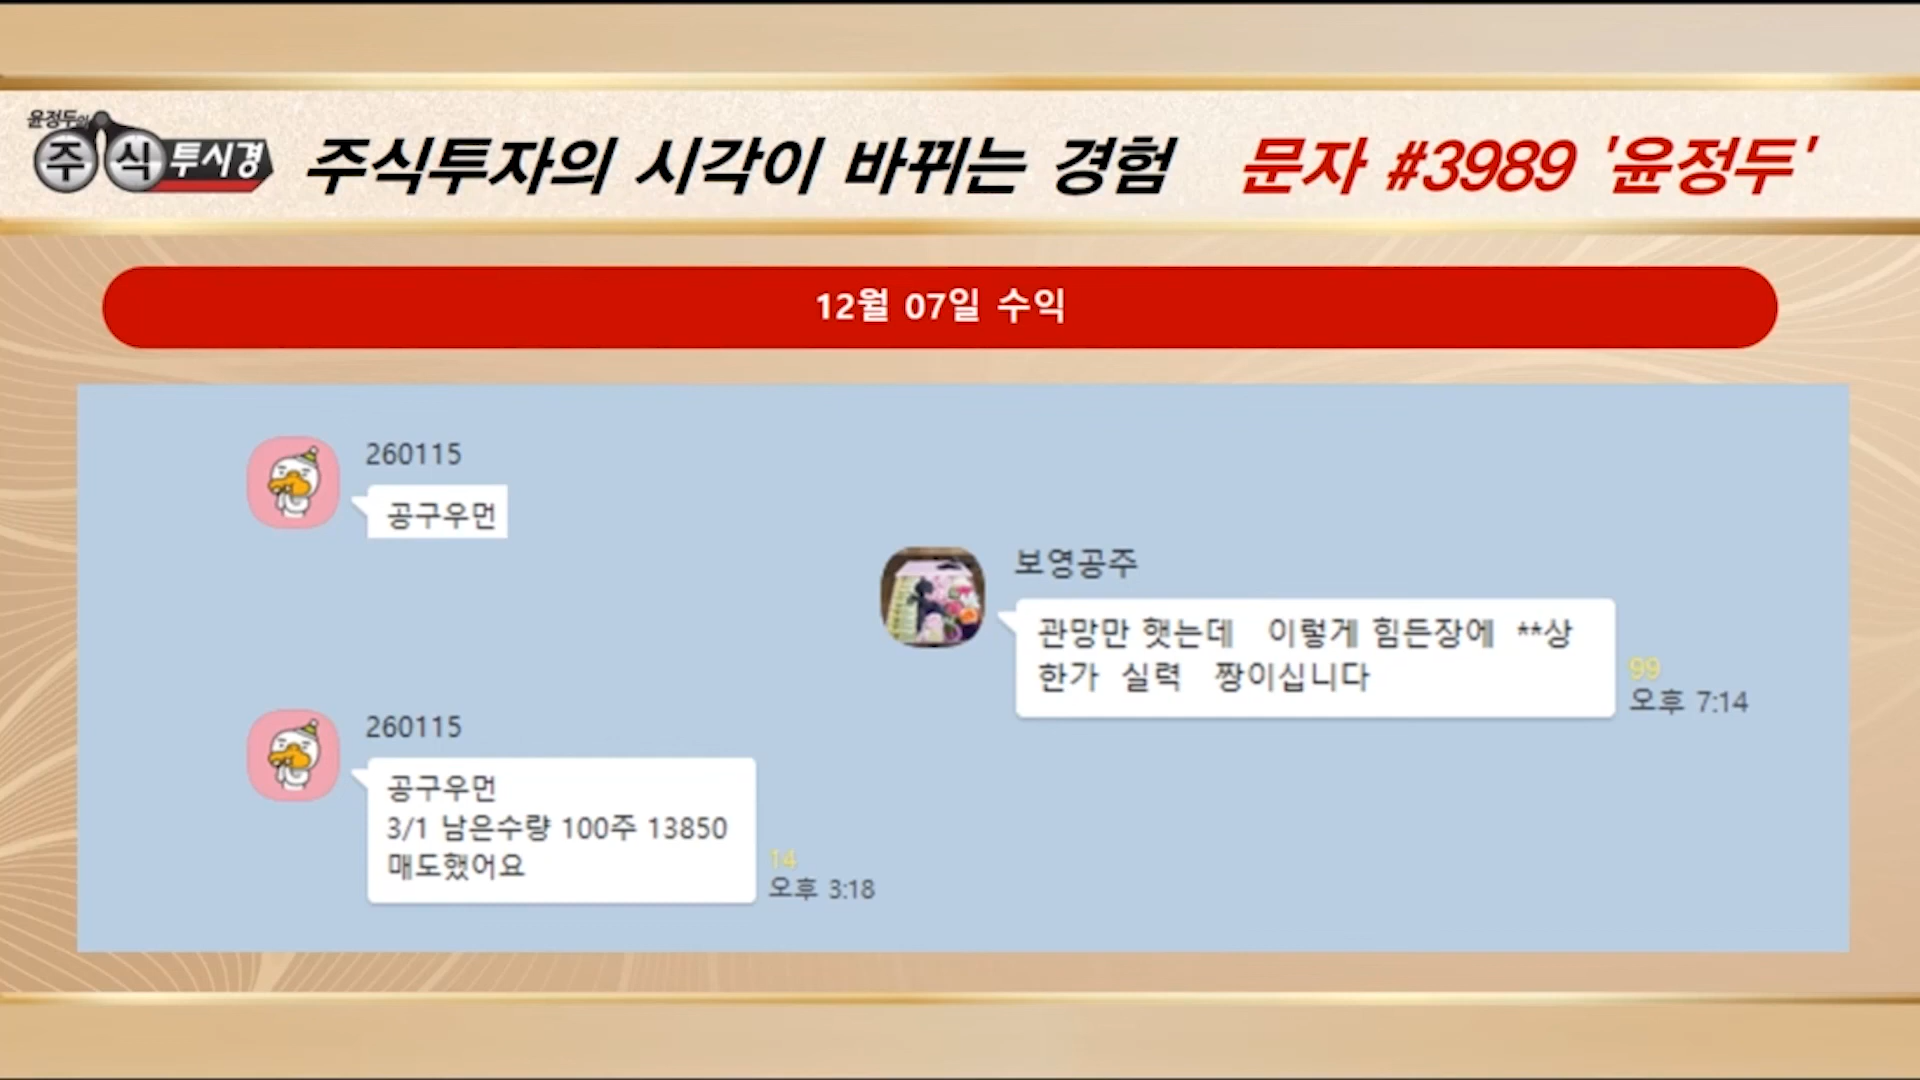 윤정두의
주식투시경
주식투자의 시각이 바뀌는 경험 문자 #3989 '윤정두'
12월 07일 수익
260115
공구우먼
보영공주
관망만 햇는데 이렇게 힘든장에 **상
한가 실력 짱이십니다
99
오후 7:14
260115
공구우먼
3/1 남은수량 100주 13850
매도했어요
14
오후 3:18